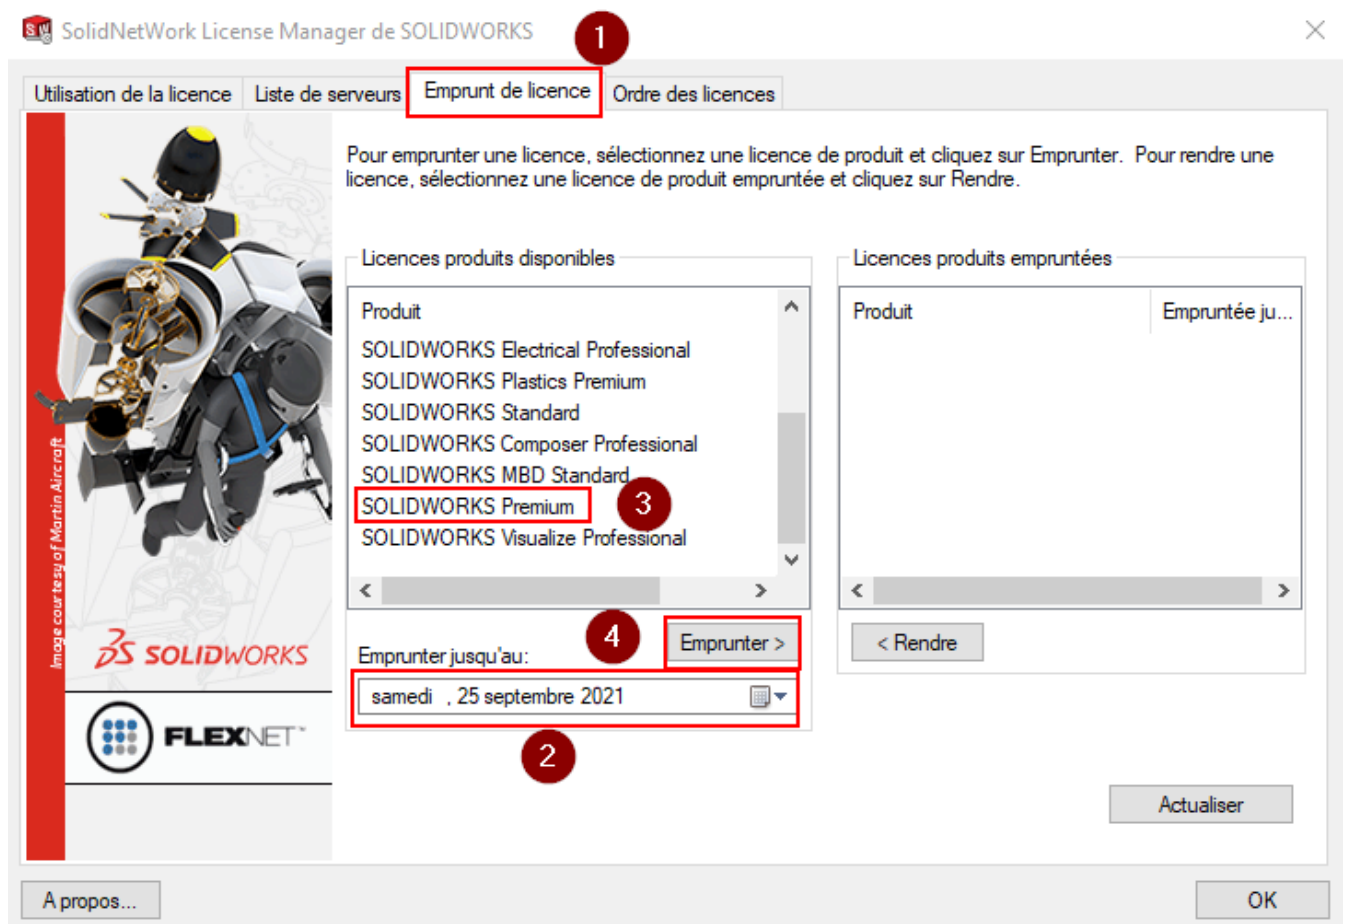 SolidNetWork License Manager de SOLIDWORKS
1
Utilisation de la licence
Liste de serveurs
Emprunt de licence
Ordre des licences
Pour emprunter une licence, sélectionnez une licence de produit et cliquez sur Emprunter. Pour rendre une
licence, sélectionnez une licence de produit empruntée et cliquez sur Rendre.
Licences produits disponibles
Produit
SOLIDWORKS Electrical Professional
SOLIDWORKS Plastics Premium
SOLIDWORKS Standard
SOLIDWORKS Composer Professional
SOLIDWORKS MBD Standard
SOLIDWORKS Premium
3
SOLIDWORKS Visualize Professional
4
Emprunter >
Emprunter jusqu'au:
samedi , 25 septembre 2021
2
Licences produits empruntées
Produit
Empruntée ju...
< Rendre
Image courtesy of Martin Aircraft
SOLIDWORKS
FLEXNET
Actualiser
A propos...
OK